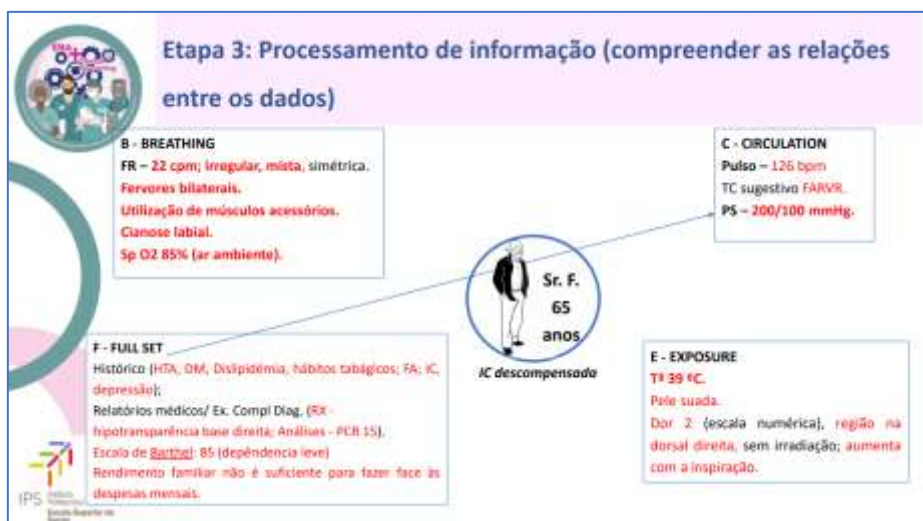 Etapa 3: Processamento de informação (compreender as relações
entre os dados)
B - BREATHING
FR – 22 cpm; irregular, mista, simétrica.
Fervores bilaterais.
Utilização de músculos acessórios.
Cianose labial.
Sp O2 85% (ar ambiente).
C - CIRCULATION
Pulso – 126 bpm
TC sugestivo FARVR.
PS – 200/100 mmHg.
Sr. F.
65
anos
IC descompensada
F - FULL SET
Histórico (HTA, DM, Dislipidémia, hábitos tabágicos; FA; IC,
depressão);
Relatórios médicos/ Ex. Compl Diag. (RX -
hipotransparência base direita; Análises - PCR 15).
Escala de Barthel: 85 (depêndencia leve)
Rendimento familiar não é suficiente para fazer face às
despesas mensais.
E - EXPOSURE
Tª 39 ºC.
Pele suada.
Dor 2 (escala numérica), região na
dorsal direita, sem irradiação; aumenta
com a inspiração.
IPS